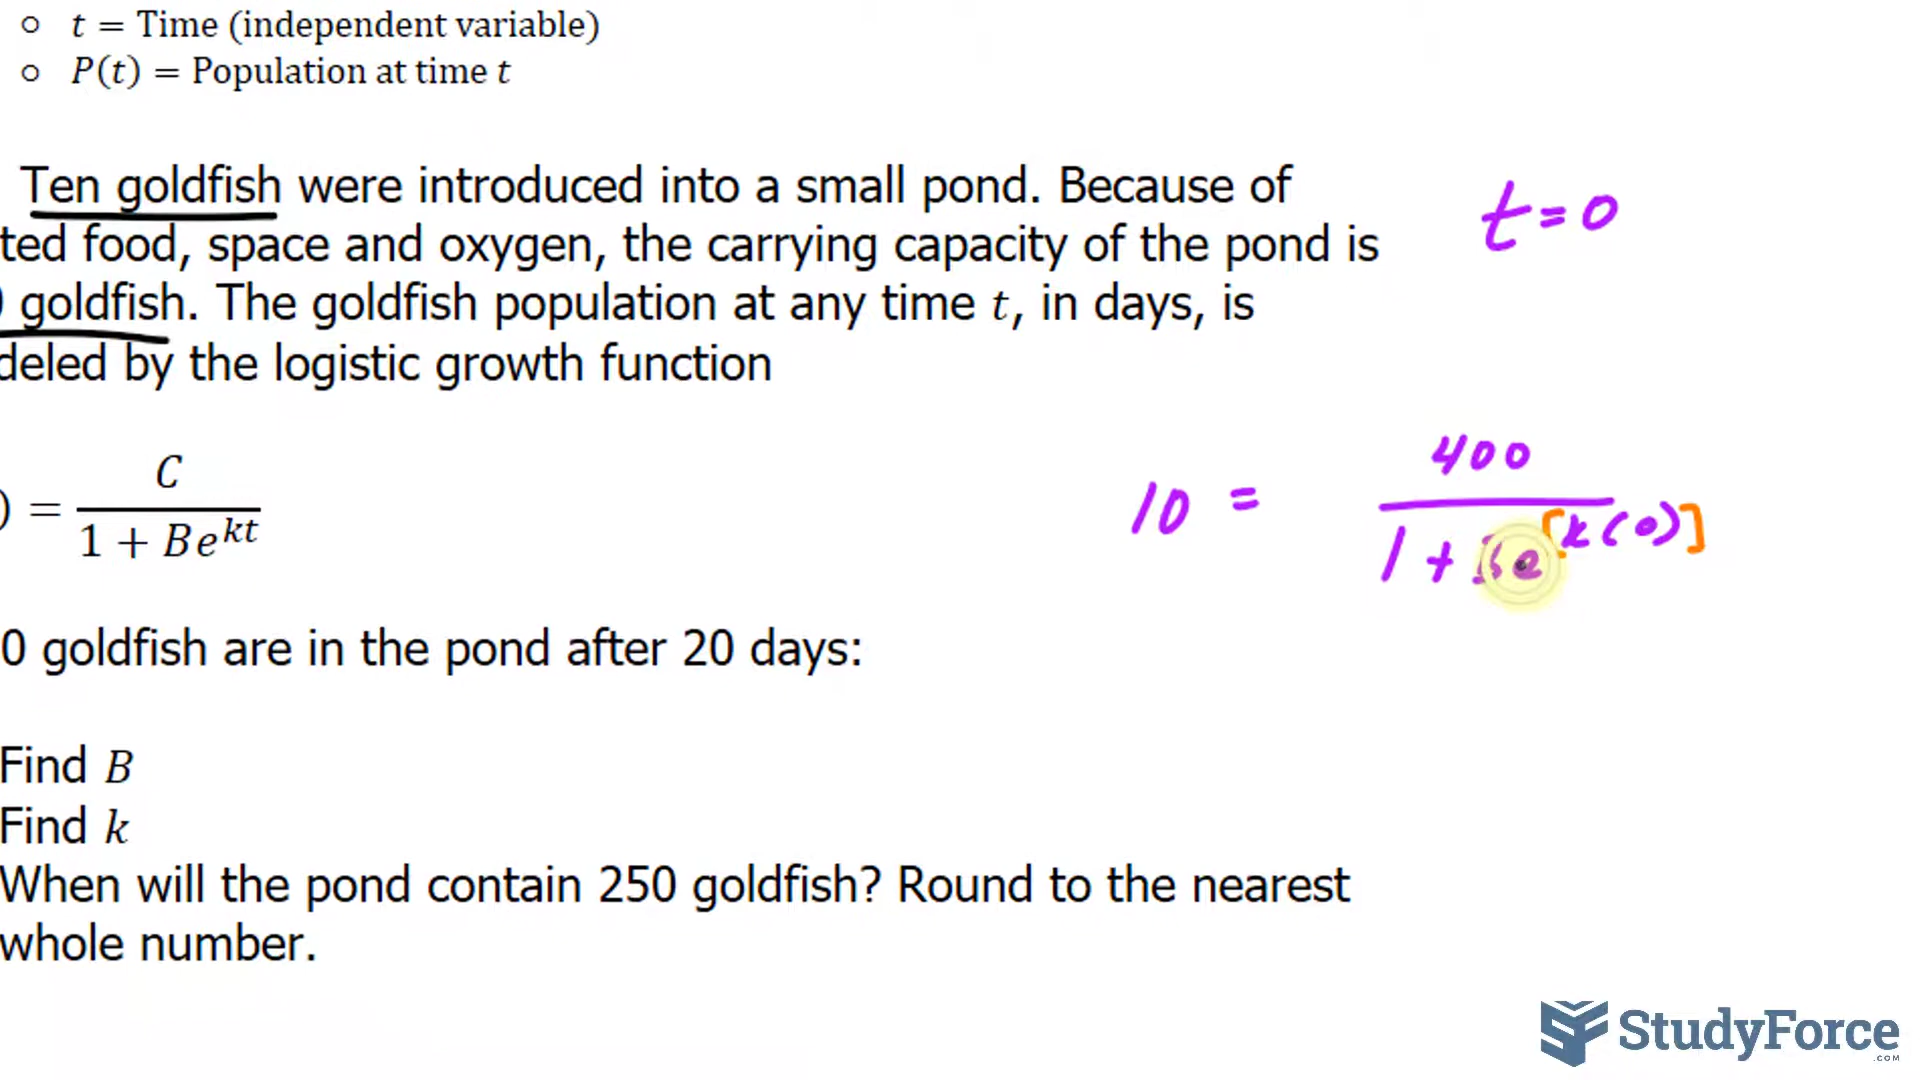 ○ t = Time (independent variable)
○ P(t) = Population at time t
Ten goldfish were introduced into a small pond. Because of
ted food, space and oxygen, the carrying capacity of the pond is
) goldfish. The goldfish population at any time t, in days, is
deled by the logistic growth function
t = 0
) = C / 1 + Be^kt
10 = 400 / 1 + Be^[k(0)]
0 goldfish are in the pond after 20 days:
Find B
Find k
When will the pond contain 250 goldfish? Round to the nearest
whole number.
StudyForce
.COM